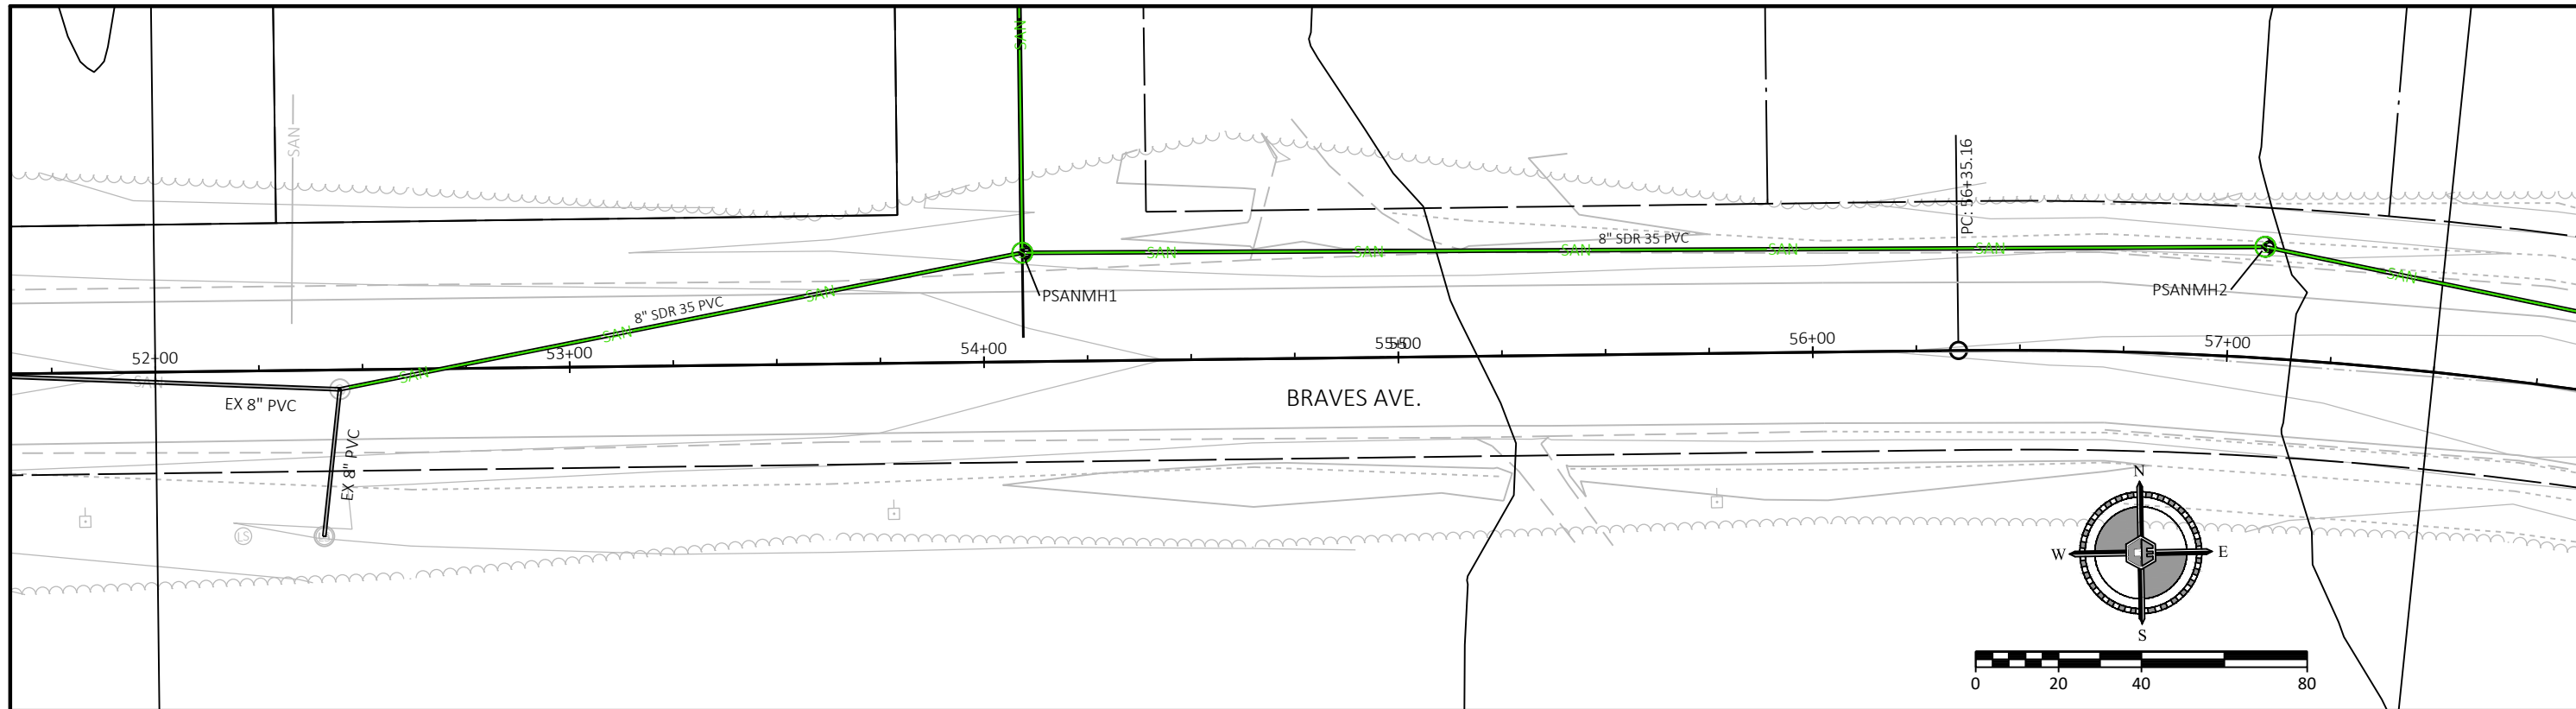 SAN
SAN
PC: 56+35.16
SAN
SAN
SAN
8" SDR 35 PVC
SAN
SAN
SAN
PSANMH1
PSANMH2
SAN
8" SDR 35 PVC
SAN
52+00
53+00
54+00
55+00
56+00
57+00
SAN
SAN
EX 8" PVC
BRAVES AVE.
EX 8" PVC
N
W
E
S
LS
0 20 40 80